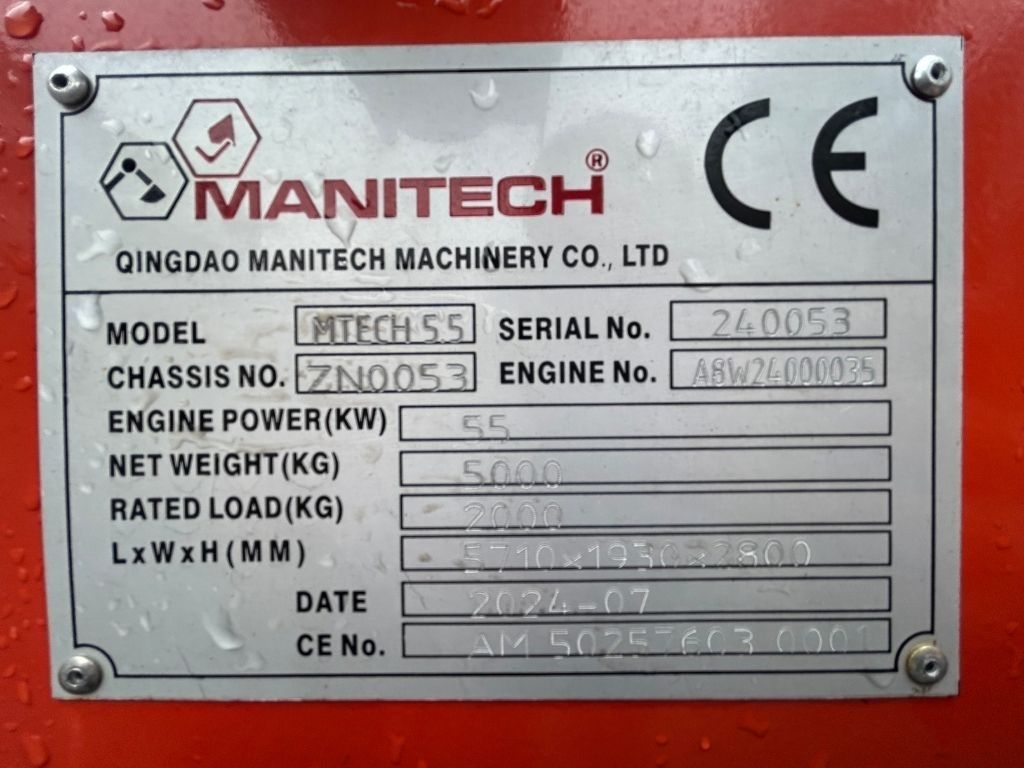 MANITECH®
CE
QINGDAO MANITECH MACHINERY CO., LTD
MODEL MTECH 5.5 SERIAL No. 240053
CHASSIS NO. ZN0053 ENGINE No. A8W24000035
ENGINE POWER(KW) 55
NET WEIGHT(KG) 5000
RATED LOAD(KG) 2000
LxWxH(MM) 5710×1930×2800
DATE 2024-07
CE No. AM 50257603 0001